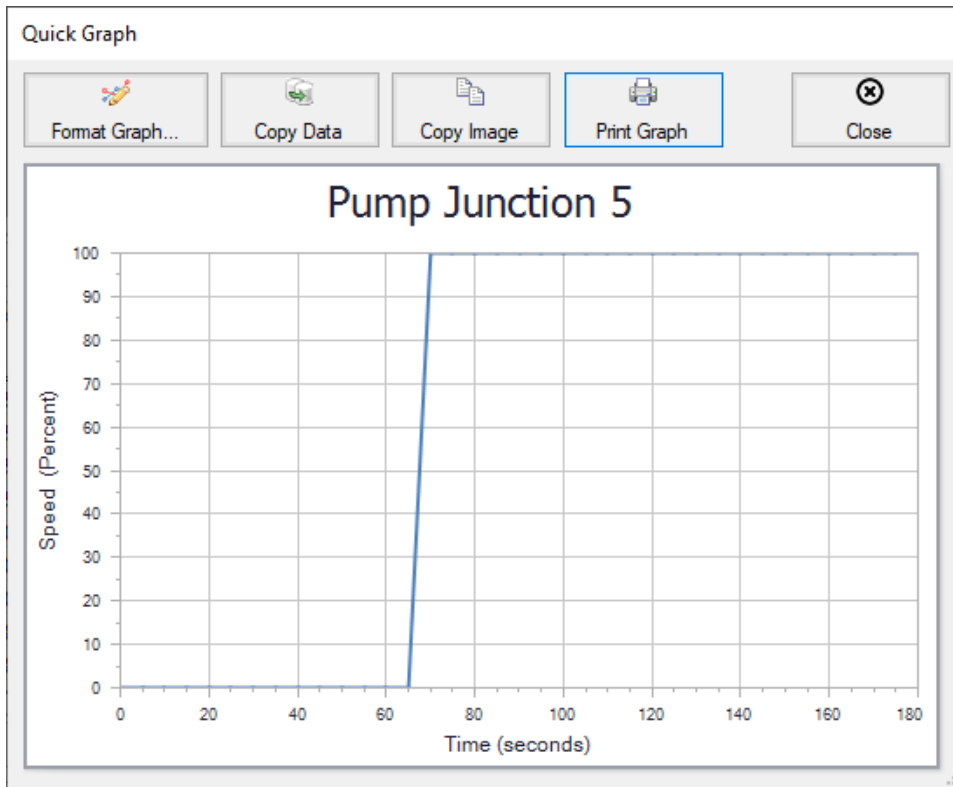 Quick Graph
Format Graph... Copy Data Copy Image Print Graph Close
Pump Junction 5
Speed (Percent)
100
90
80
70
60
50
40
30
20
10
0
0 20 40 60 80 100 120 140 160 180
Time (seconds)